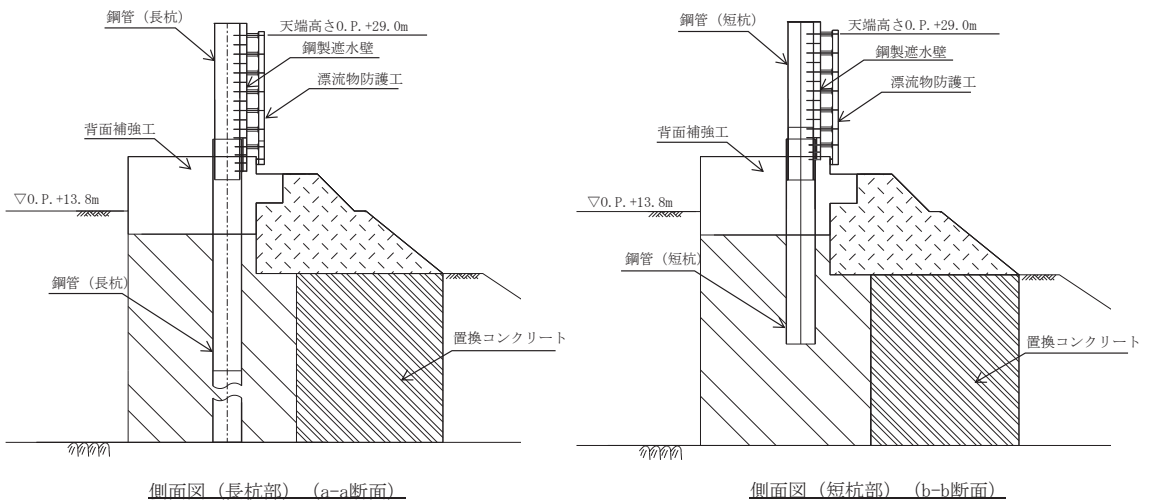 鋼管（長杭）
天端高さO.P.+29.0m
鋼製遮水壁
漂流物防護工
背面補強工
▽O.P.+13.8m
鋼管（長杭）
置換コンクリート
側面図（長杭部）（a-a断面）
鋼管（短杭）
天端高さO.P.+29.0m
鋼製遮水壁
漂流物防護工
背面補強工
▽O.P.+13.8m
鋼管（短杭）
置換コンクリート
側面図（短杭部）（b-b断面）